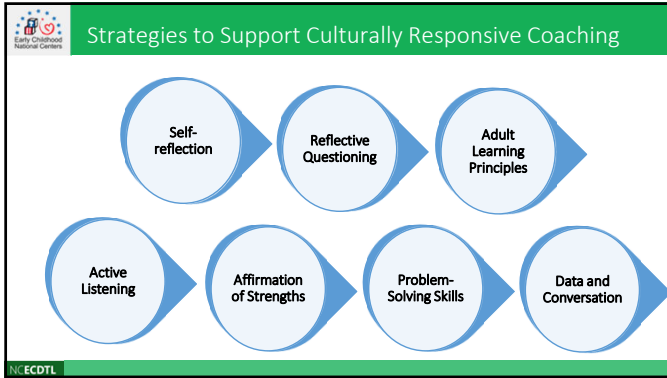 Early Childhood
National Centers
Strategies to Support Culturally Responsive Coaching
Self-
reflection
Reflective
Questioning
Adult
Learning
Principles
Active
Listening
Affirmation
of Strengths
Problem-
Solving Skills
Data and
Conversation
NCECDTL